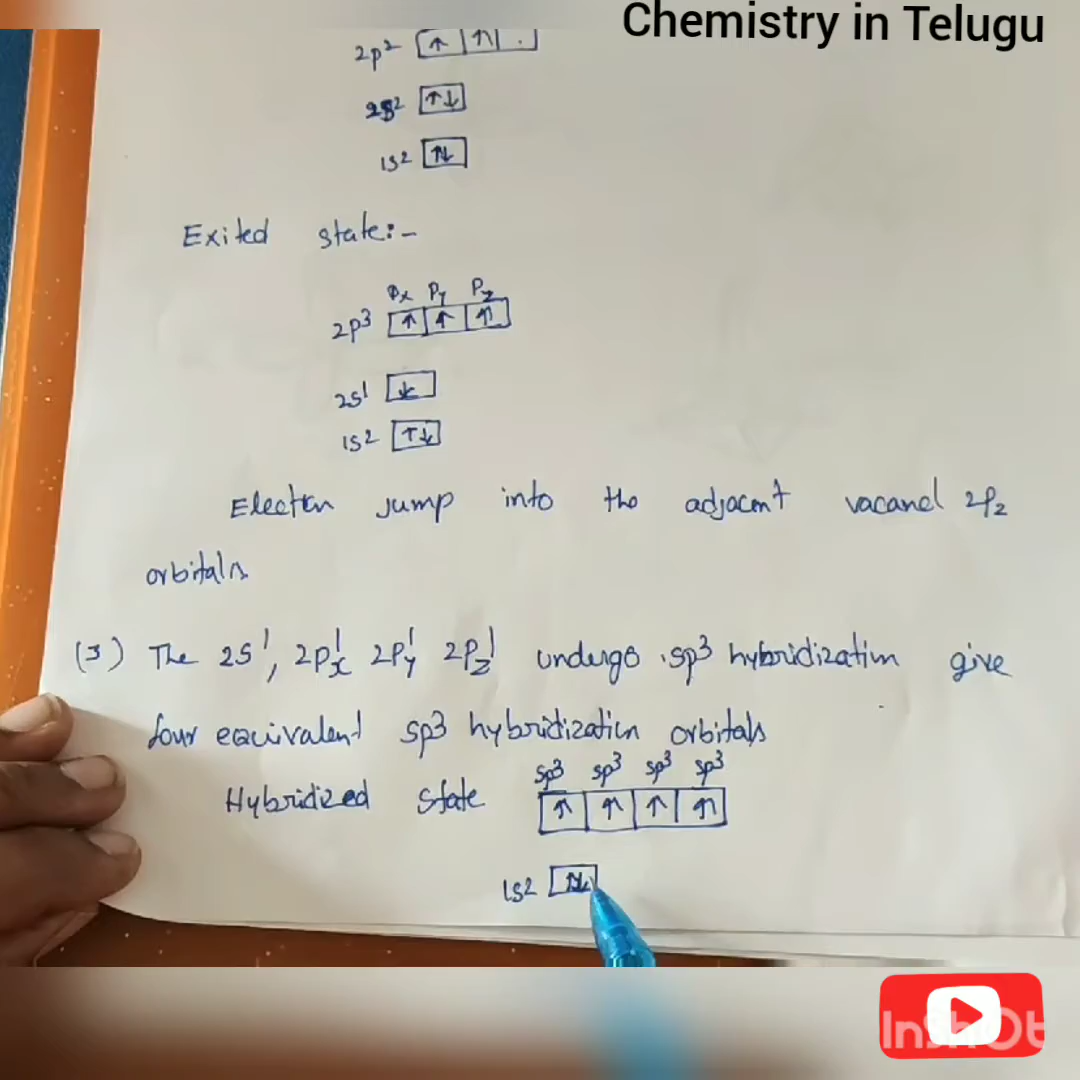 Chemistry in Telugu
2p² ↑ ↑
2s² ↑↓
1s² ↑↓
Exited state:-
Px Py Pz
2p³ ↑ ↑ ↑
2s¹ ↓
1s² ↑↓
Electron jump into the adjacent vacanel 2Pz
orbitals
(3) The 2S¹, 2Px¹ 2Py¹ 2Pz¹ undergo sp³ hybridization give
four equivalent sp3 hybridization orbitals
sp³ sp³ sp³ sp³
Hybridized state ↑ ↑ ↑ ↑
1s² ↑↓
InShOt